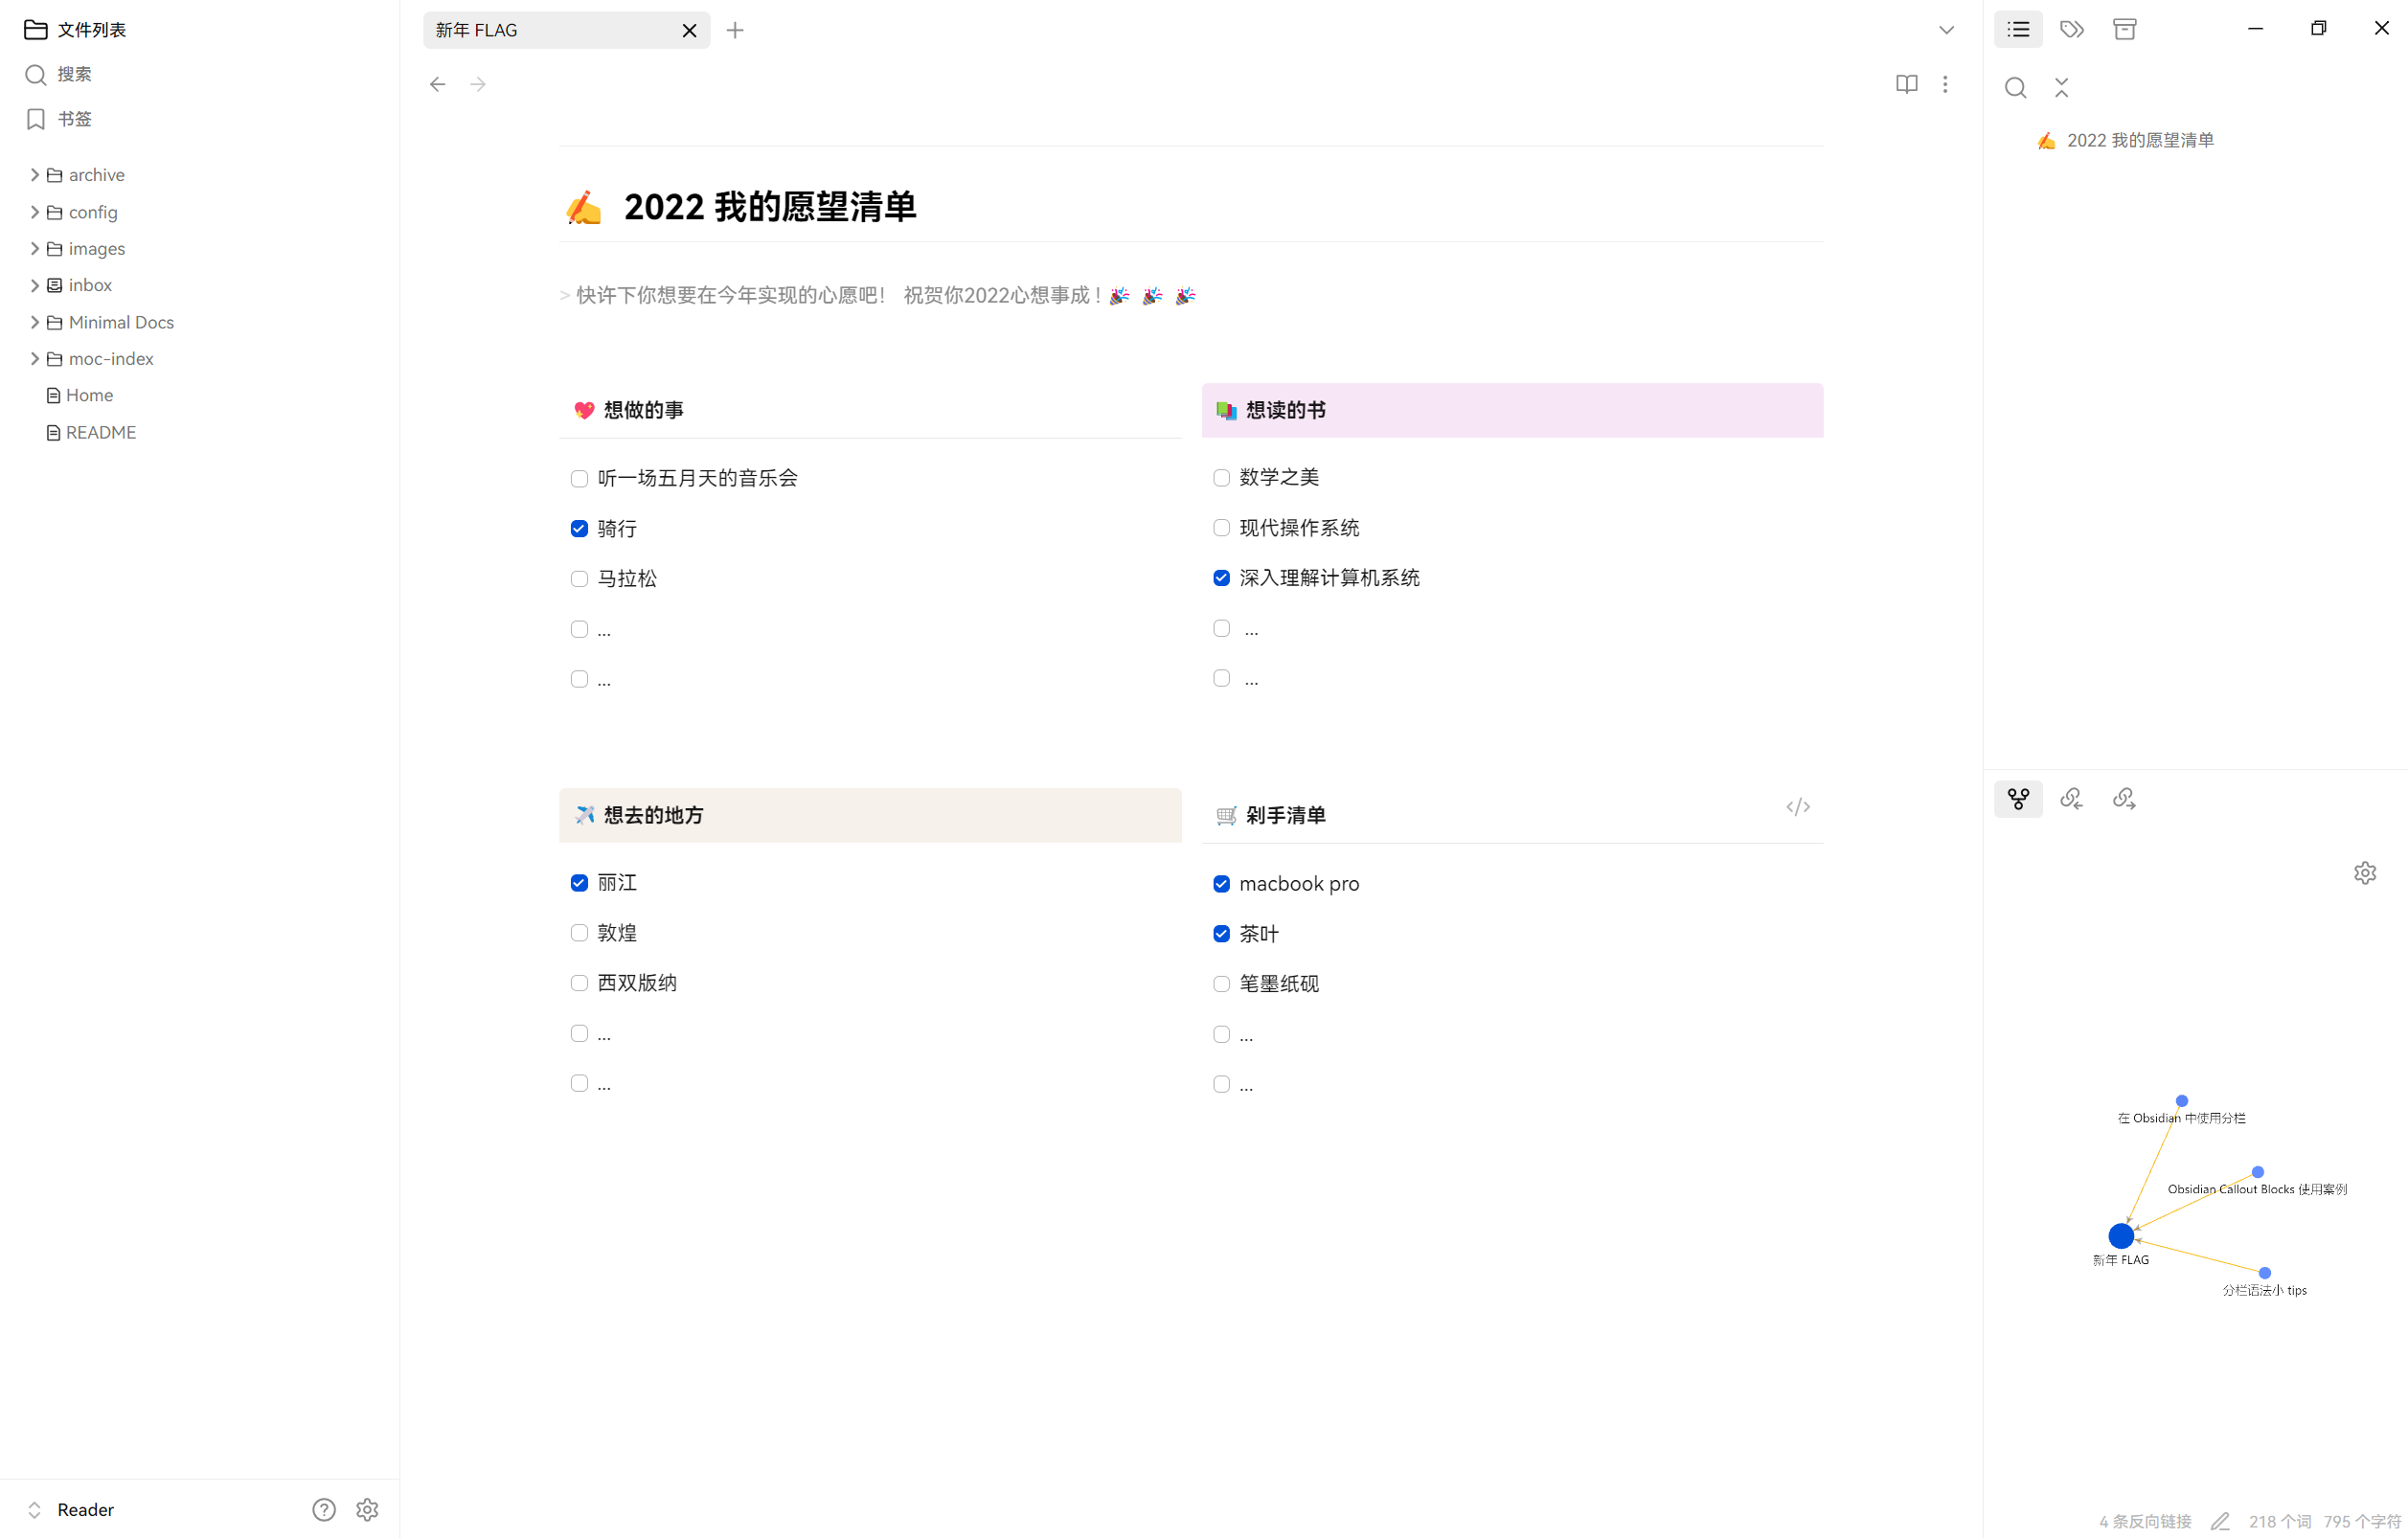 文件列表
搜索
书签
archive
config
images
inbox
Minimal Docs
moc-index
Home
README
Reader
新年 FLAG
✍️ 2022 我的愿望清单
> 快许下你想要在今年实现的心愿吧！ 祝贺你2022心想事成！🎉 🎉 🎉
💖 想做的事
听一场五月天的音乐会
骑行
马拉松
...
...
📚 想读的书
数学之美
现代操作系统
深入理解计算机系统
...
...
✈️ 想去的地方
丽江
敦煌
西双版纳
...
...
🛒 剁手清单
</>
macbook pro
茶叶
笔墨纸砚
...
...
✍️ 2022 我的愿望清单
在 Obsidian 中使用分栏
Obsidian Callout Blocks 使用案例
新年 FLAG
分栏语法小 tips
4 条反向链接 218 个词 795 个字符